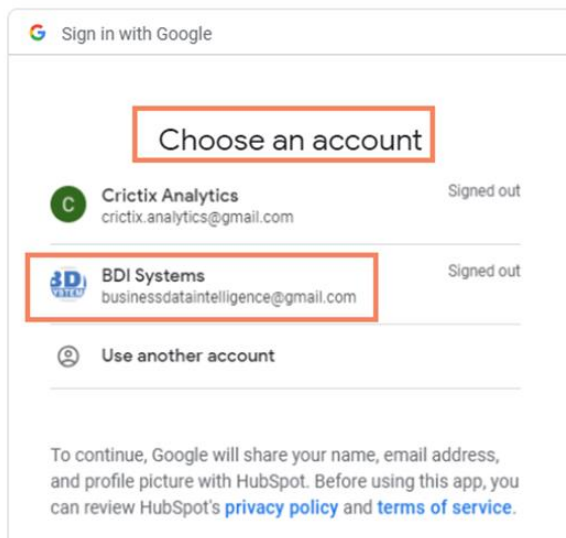 G Sign in with Google
Choose an account
C
Crictix Analytics
Signed out
crictix.analytics@gmail.com
BDI Systems
Signed out
businessdataintelligence@gmail.com
Use another account
To continue, Google will share your name, email address,
and profile picture with HubSpot. Before using this app, you
can review HubSpot's privacy policy and terms of service.